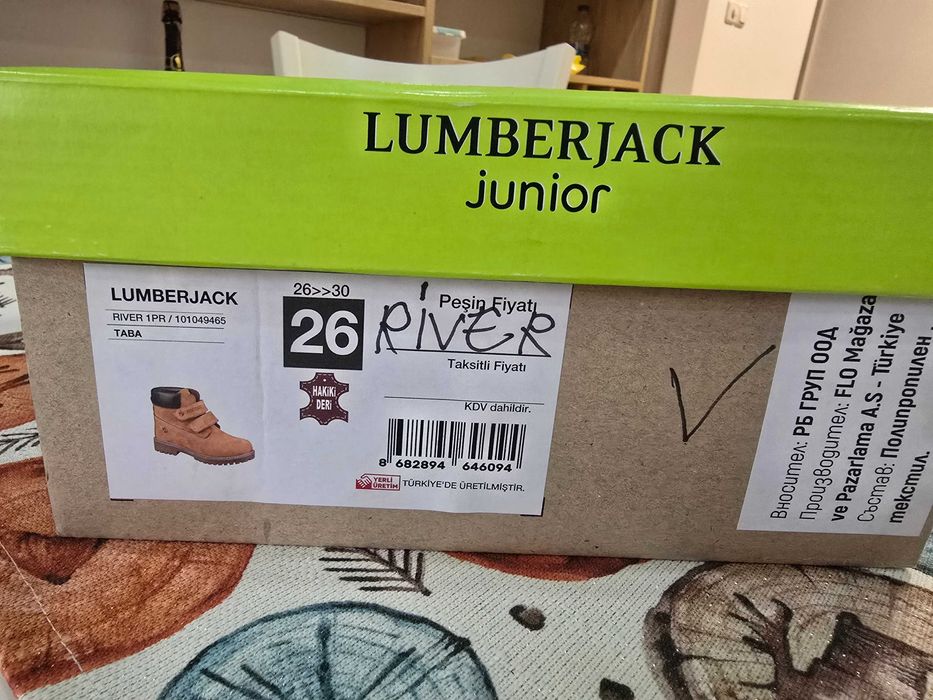 LUMBERJACK
junior
LUMBERJACK
RIVER 1PR / 101049465
TABA
26>>30
26
HAKİKİ
DERİ
Peşin Fiyatı
RİVER
Taksitli Fiyatı
KDV dahildir.
8 682894 646094
YERLİ
ÜRETİM
TÜRKİYE'DE ÜRETİLMİŞTİR.
Вносител: РБ ГРУП ООД
Производител: FLO Mağaza
ve Pazarlama A.S - Türkiye
Състав: Полипропилен,
текстил.